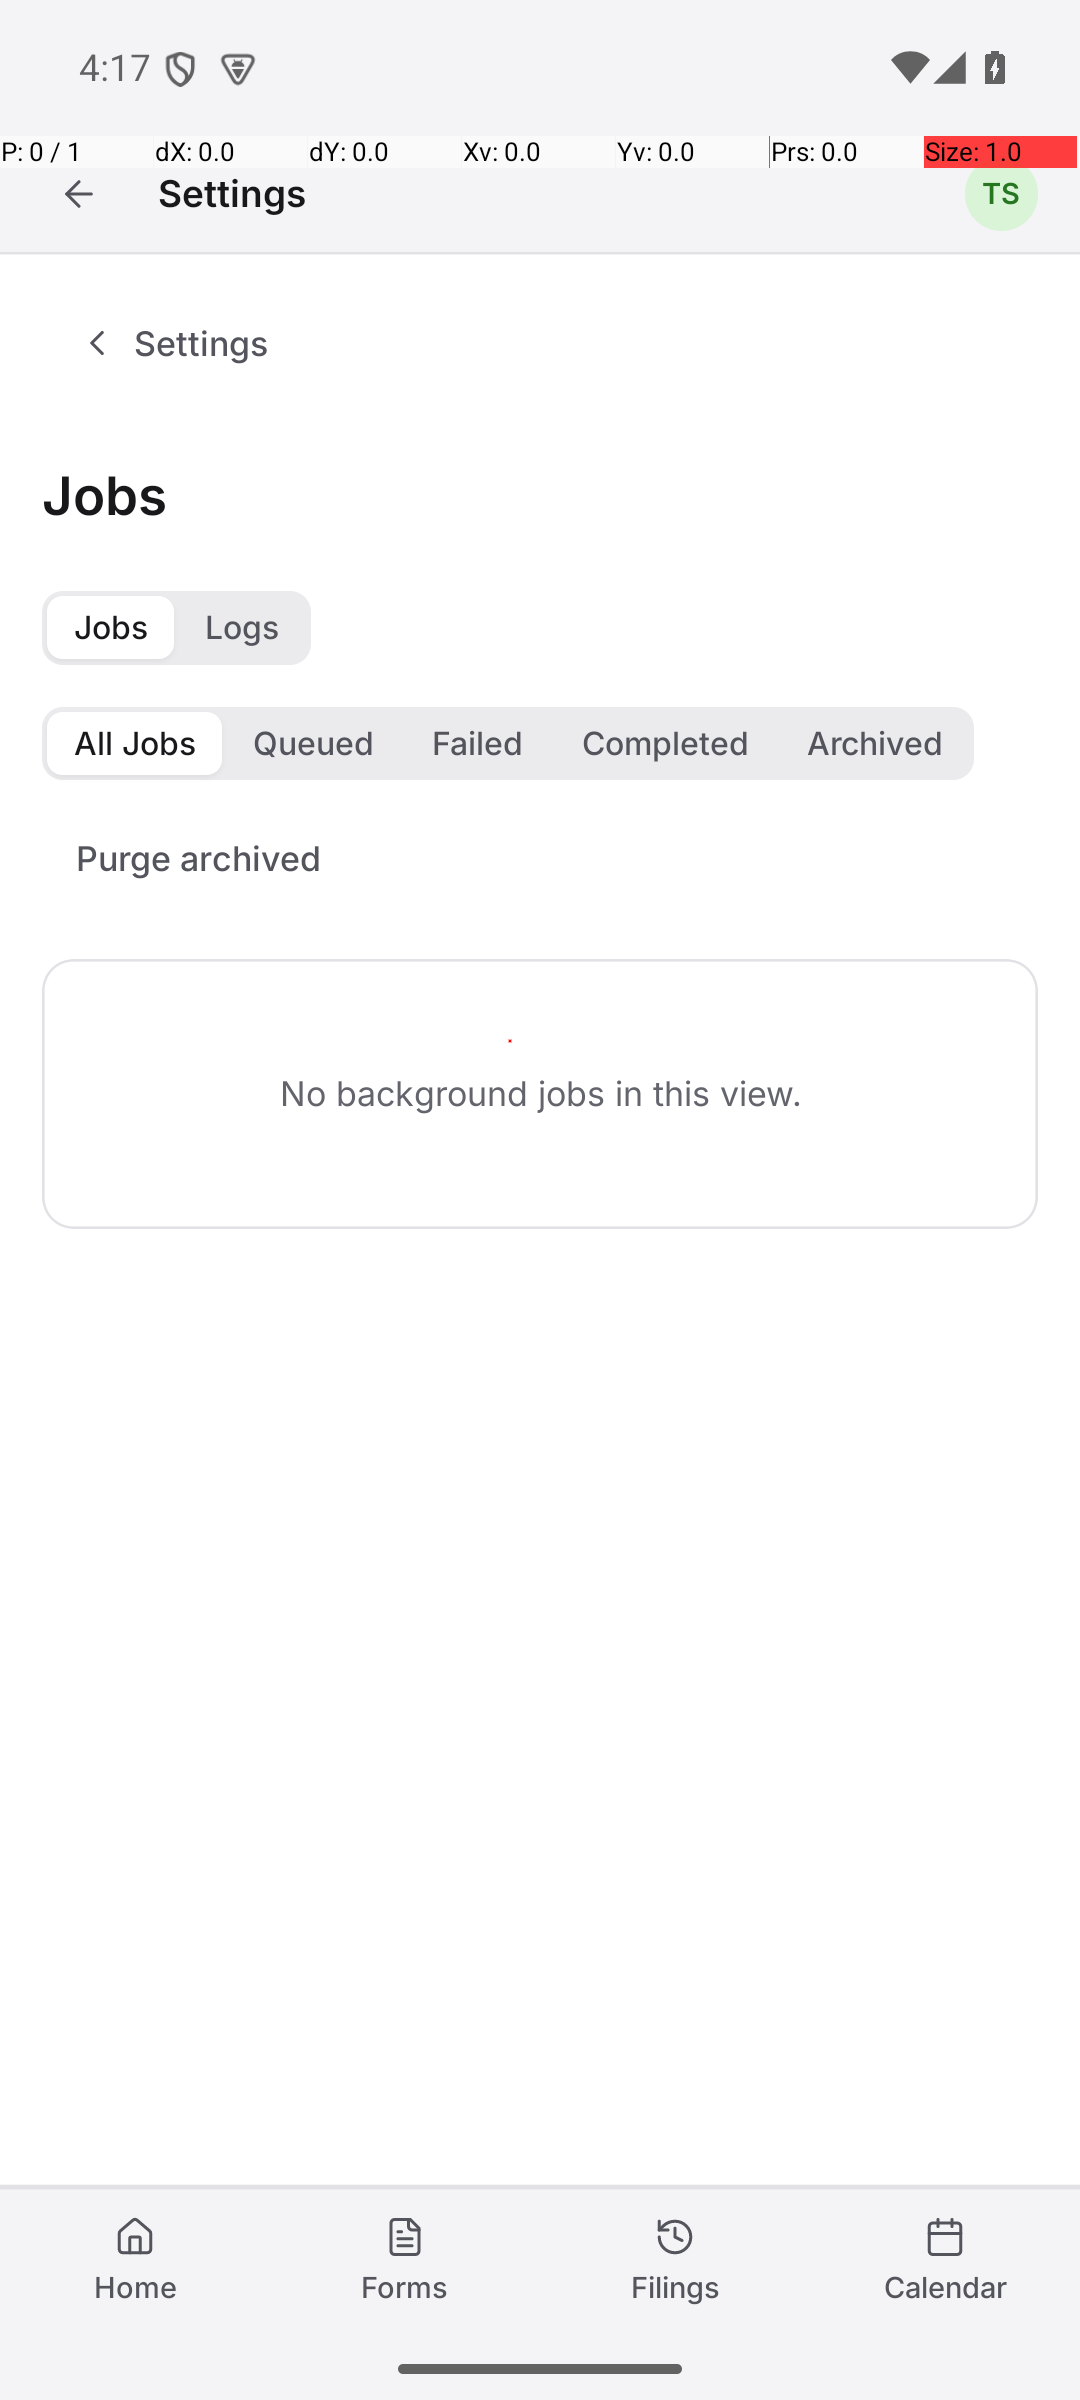 4:17
P: 0 / 1 dX: 0.0 dY: 0.0 Xv: 0.0 Yv: 0.0 Prs: 0.0 Size: 1.0
Settings TS
Settings
Jobs
Jobs Logs
All Jobs Queued Failed Completed Archived
Purge archived
No background jobs in this view.
Home Forms Filings Calendar